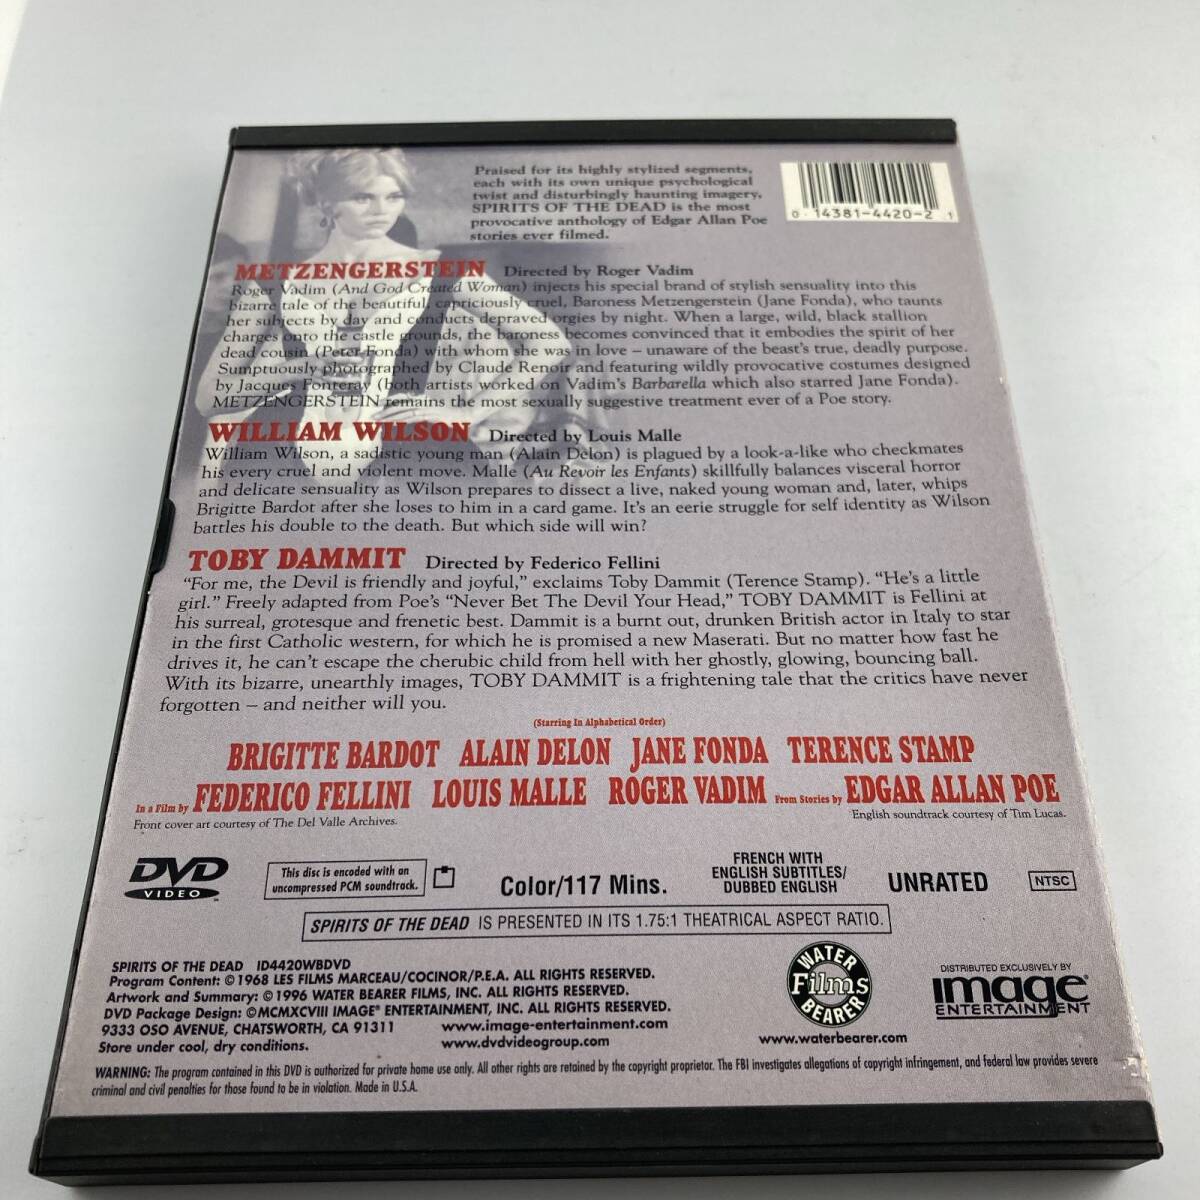 Praised for its highly stylized segments,
each with its own unique psychological
twist and disturbingly haunting imagery,
SPIRITS OF THE DEAD is the most
provocative anthology of Edgar Allan Poe
stories ever filmed.
0 14381-4420-2 1
METZENGERSTEIN Directed by Roger Vadim
Roger Vadim (And God Created Woman) injects his special brand of stylish sensuality into this
bizarre tale of the beautiful, capriciously cruel, Baroness Metzengerstein (Jane Fonda), who taunts
her subjects by day and conducts depraved orgies by night. When a large, wild, black stallion
charges onto the castle grounds, the baroness becomes convinced that it embodies the spirit of her
dead cousin (Peter Fonda) with whom she was in love – unaware of the beast's true, deadly purpose.
Sumptuously photographed by Claude Renoir and featuring wildly provocative costumes designed
by Jacques Fonteray (both artists worked on Vadim's Barbarella which also starred Jane Fonda).
METZENGERSTEIN remains the most sexually suggestive treatment ever of a Poe story.
WILLIAM WILSON Directed by Louis Malle
William Wilson, a sadistic young man (Alain Delon) is plagued by a look-a-like who checkmates
his every cruel and violent move. Malle (Au Revoir les Enfants) skillfully balances visceral horror
and delicate sensuality as Wilson prepares to dissect a live, naked young woman and, later, whips
Brigitte Bardot after she loses to him in a card game. It's an eerie struggle for self identity as Wilson
battles his double to the death. But which side will win?
TOBY DAMMIT Directed by Federico Fellini
"For me, the Devil is friendly and joyful," exclaims Toby Dammit (Terence Stamp). "He's a little
girl." Freely adapted from Poe's "Never Bet The Devil Your Head," TOBY DAMMIT is Fellini at
his surreal, grotesque and frenetic best. Dammit is a burnt out, drunken British actor in Italy to star
in the first Catholic western, for which he is promised a new Maserati. But no matter how fast he
drives it, he can't escape the cherubic child from hell with her ghostly, glowing, bouncing ball.
With its bizarre, unearthly images, TOBY DAMMIT is a frightening tale that the critics have never
forgotten – and neither will you.
(Starring In Alphabetical Order)
BRIGITTE BARDOT ALAIN DELON JANE FONDA TERENCE STAMP
In a Film by FEDERICO FELLINI LOUIS MALLE ROGER VADIM From Stories by EDGAR ALLAN POE
Front cover art courtesy of The Del Valle Archives.
English soundtrack courtesy of Tim Lucas.
DVD
VIDEO
This disc is encoded with an
uncompressed PCM soundtrack.
Color/117 Mins.
FRENCH WITH
ENGLISH SUBTITLES/
DUBBED ENGLISH
UNRATED
NTSC
SPIRITS OF THE DEAD IS PRESENTED IN ITS 1.75:1 THEATRICAL ASPECT RATIO.
SPIRITS OF THE DEAD ID4420WBDVD
Program Content: ©1968 LES FILMS MARCEAU/COCINOR/P.E.A. ALL RIGHTS RESERVED.
Artwork and Summary: ©1996 WATER BEARER FILMS, INC. ALL RIGHTS RESERVED.
DVD Package Design: ©MCMXCVIII IMAGE® ENTERTAINMENT, INC. ALL RIGHTS RESERVED.
9333 OSO AVENUE, CHATSWORTH, CA 91311 www.image-entertainment.com
Store under cool, dry conditions. www.dvdvideogroup.com
WATER
Films
BEARER
www.waterbearer.com
DISTRIBUTED EXCLUSIVELY BY
image®
ENTERTAINMENT
WARNING: The program contained in this DVD is authorized for private home use only. All other rights are retained by the copyright proprietor. The FBI investigates allegations of copyright infringement, and federal law provides severe
criminal and civil penalties for those found to be in violation. Made in U.S.A.